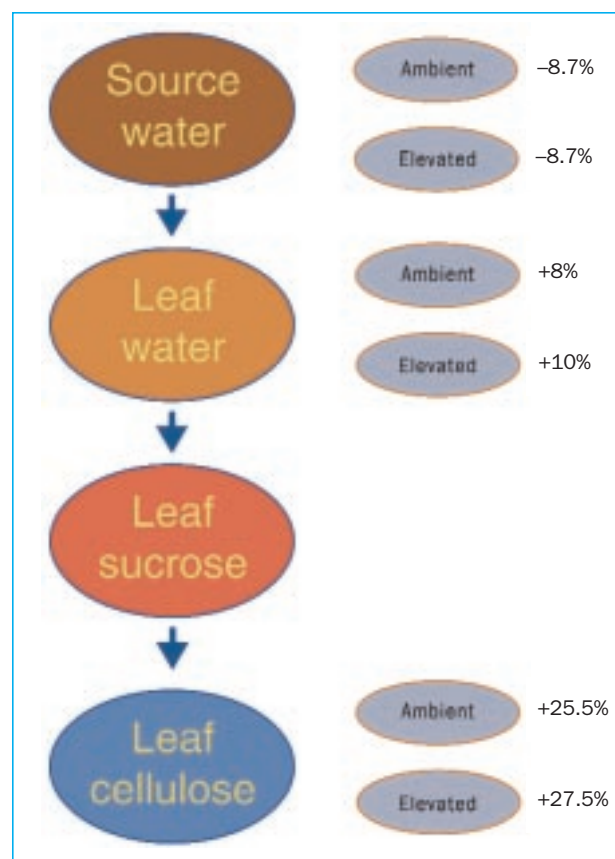 Source
water
Ambient
–8.7%
Elevated
–8.7%
Leaf
water
Ambient
+8%
Elevated
+10%
Leaf
sucrose
Leaf
cellulose
Ambient
+25.5%
Elevated
+27.5%